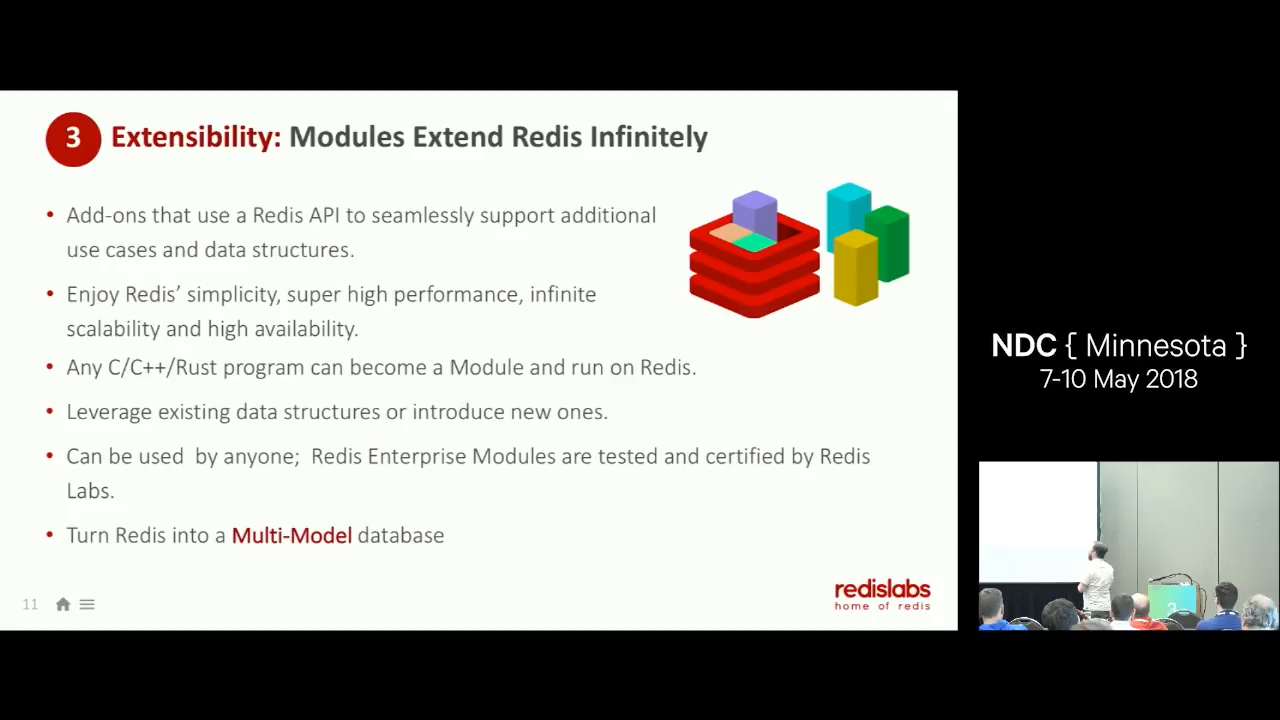 3 Extensibility: Modules Extend Redis Infinitely
• Add-ons that use a Redis API to seamlessly support additional
use cases and data structures.
• Enjoy Redis’ simplicity, super high performance, infinite
scalability and high availability.
• Any C/C++/Rust program can become a Module and run on Redis.
• Leverage existing data structures or introduce new ones.
• Can be used  by anyone;  Redis Enterprise Modules are tested and certified by Redis
Labs.
• Turn Redis into a Multi-Model database
11
redislabs
home of redis
NDC { Minnesota }
7-10 May 2018